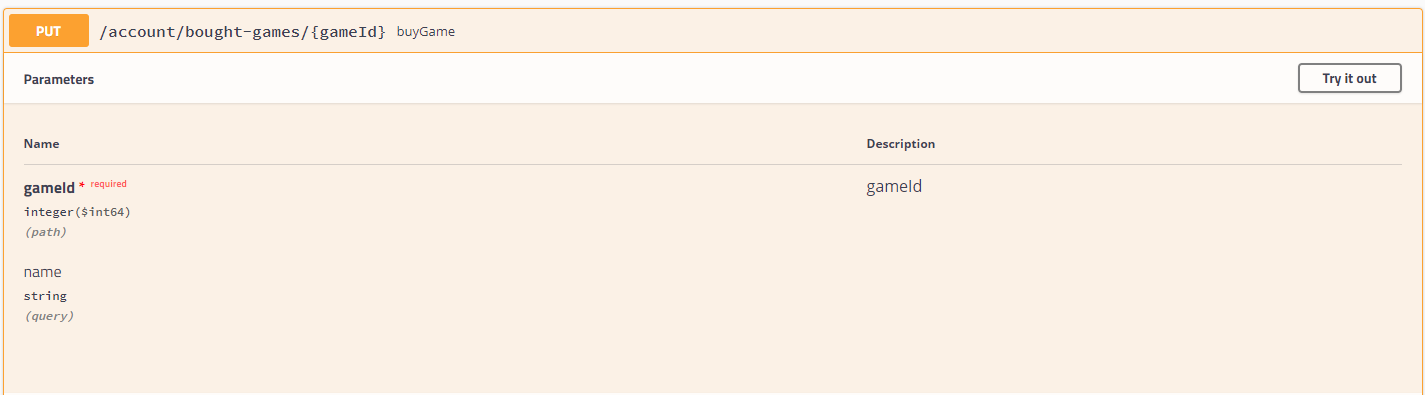 PUT /account/bought-games/{gameId} buyGame
Parameters Try it out
Name Description
gameId * required gameId
integer($int64)
(path)
name
string
(query)